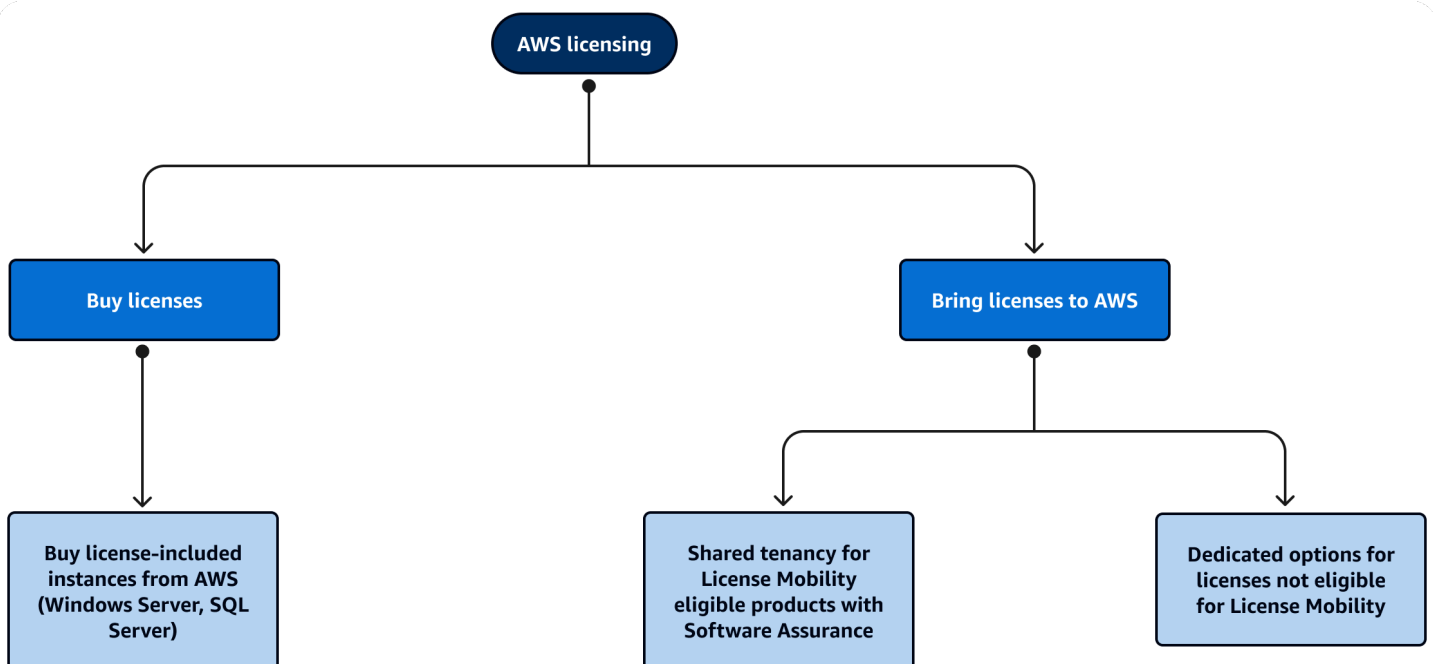 AWS licensing
Buy licenses
Bring licenses to AWS
Buy license-included
instances from AWS
(Windows Server, SQL
Server)
Shared tenancy for
License Mobility
eligible products with
Software Assurance
Dedicated options for
licenses not eligible
for License Mobility